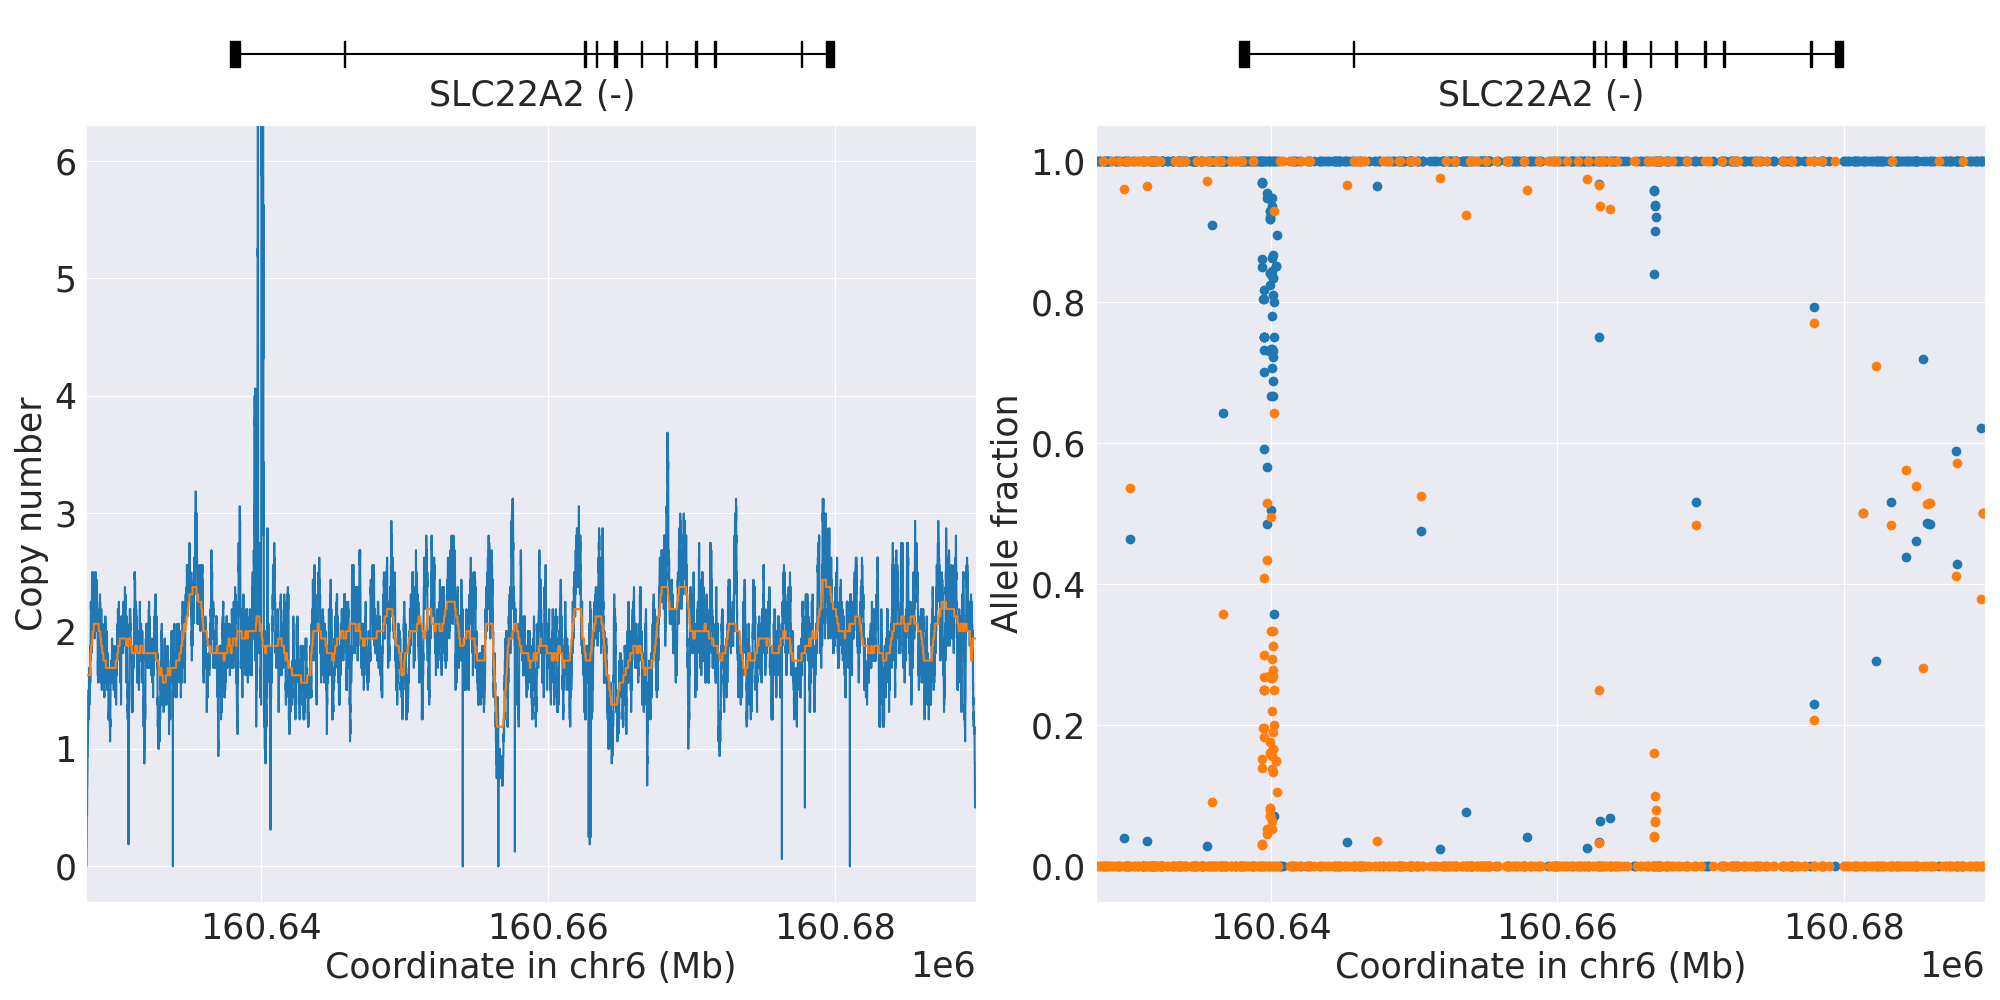 SLC22A2 (-)
SLC22A2 (-)
Copy number
6
5
4
3
2
1
0
160.64
160.66
160.68
Coordinate in chr6 (Mb)
1e6
Allele fraction
1.0
0.8
0.6
0.4
0.2
0.0
160.64
160.66
160.68
Coordinate in chr6 (Mb)
1e6